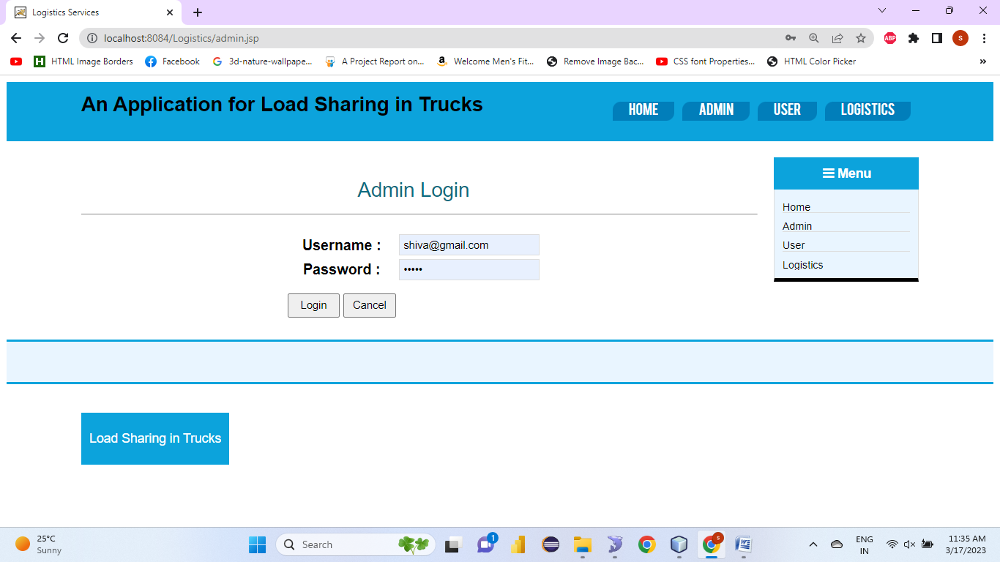 Logistics Services
localhost:8084/Logistics/admin.jsp
ABP
S
HTML Image Borders
Facebook
3d-nature-wallpape...
A Project Report on...
Welcome Men's Fit...
Remove Image Bac...
CSS font Properties...
HTML Color Picker
»
An Application for Load Sharing in Trucks
HOME
ADMIN
USER
LOGISTICS
Menu
Home
Admin
User
Logistics
Admin Login
Username :
shiva@gmail.com
Password :
•••••
Login
Cancel
Load Sharing in Trucks
25°C
Sunny
Search
1
S
ENG
IN
11:35 AM
3/17/2023